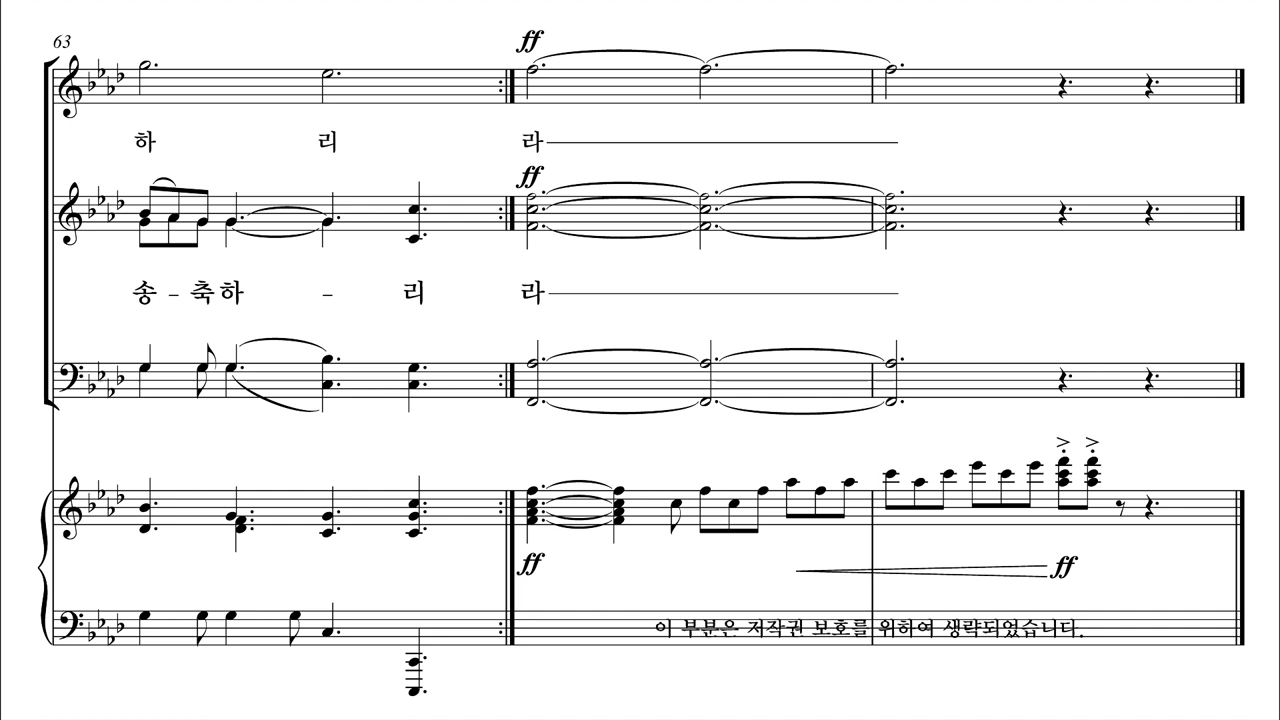 63
ff
하 리 라
ff
송 - 축 하 - 리 라
ff ff
이 부분은 저작권 보호를 위하여 생략되었습니다.